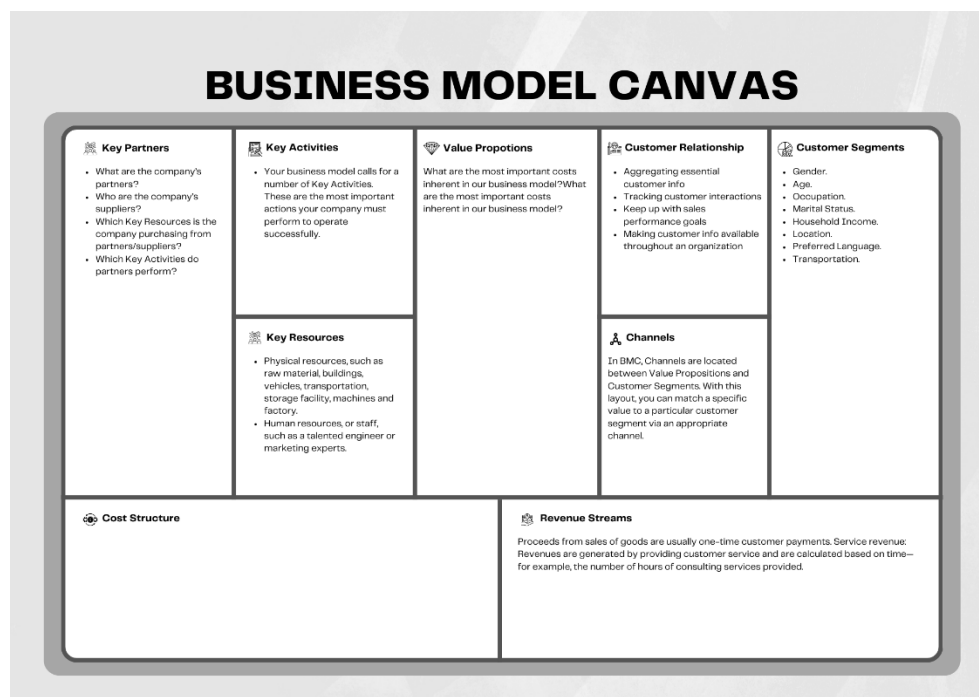 BUSINESS MODEL CANVAS
Key Partners
• What are the company's
partners?
• Who are the company's
suppliers?
• Which Key Resources is the
company purchasing from
partners/suppliers?
• Which Key Activities do
partners perform?
Key Activities
• Your business model calls for a
number of Key Activities.
These are the most important
actions your company must
perform to operate
successfully.
Key Resources
• Physical resources, such as
raw material, buildings,
vehicles, transportation,
storage facility, machines and
factory.
• Human resources, or staff,
such as a talented engineer or
marketing experts.
Value Propotions
What are the most important costs
inherent in our business model?What
are the most important costs
inherent in our business model?
Customer Relationship
• Aggregating essential
customer info
• Tracking customer interactions
• Keep up with sales
performance goals
• Making customer info available
throughout an organization
Channels
In BMC, Channels are located
between Value Propositions and
Customer Segments. With this
layout, you can match a specific
value to a particular customer
segment via an appropriate
channel.
Customer Segments
• Gender.
• Age.
• Occupation.
• Marital Status.
• Household Income.
• Location.
• Preferred Language.
• Transportation.
Cost Structure
Revenue Streams
Proceeds from sales of goods are usually one-time customer payments. Service revenue:
Revenues are generated by providing customer service and are calculated based on time—
for example, the number of hours of consulting services provided.